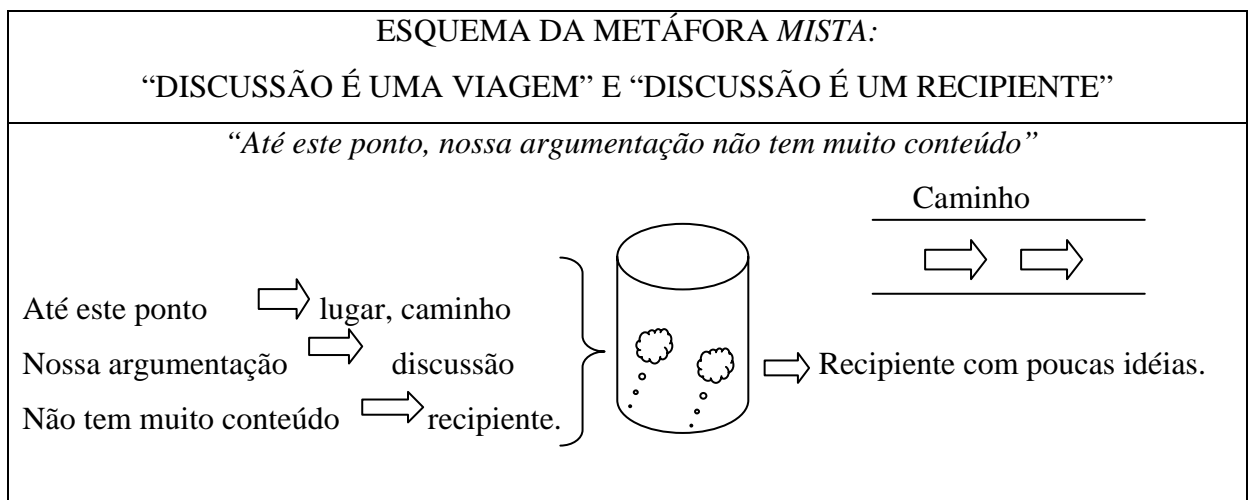 ESQUEMA DA METÁFORA MISTA:
“DISCUSSÃO É UMA VIAGEM” E “DISCUSSÃO É UM RECIPIENTE”
“Até este ponto, nossa argumentação não tem muito conteúdo”
Caminho
Até este ponto lugar, caminho
Nossa argumentação discussão
Não tem muito conteúdo recipiente.
Recipiente com poucas idéias.